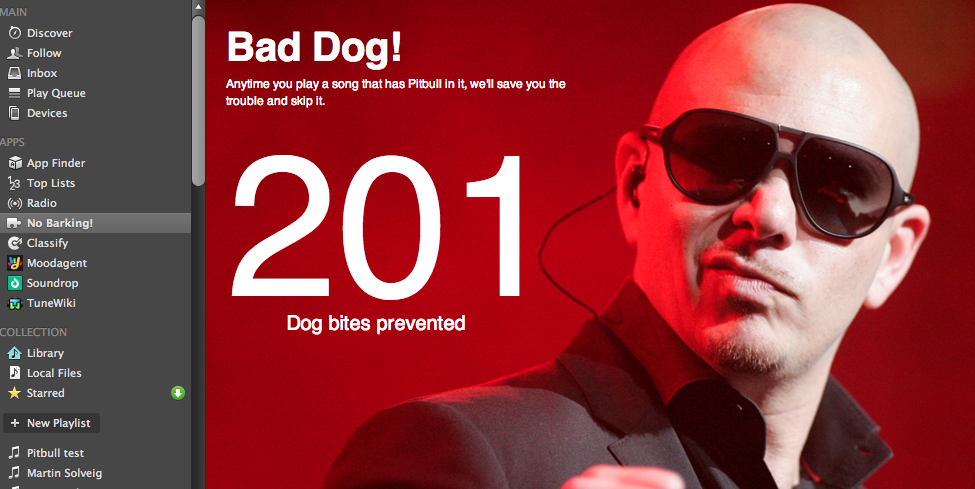 MAIN
Discover
Follow
Inbox
Play Queue
Devices
APPS
App Finder
Top Lists
Radio
No Barking!
Classify
Moodagent
Soundrop
TuneWiki
COLLECTION
Library
Local Files
Starred
+ New Playlist
Pitbull test
Martin Solveig
Bad Dog!
Anytime you play a song that has Pitbull in it, we'll save you the
trouble and skip it.
201
Dog bites prevented